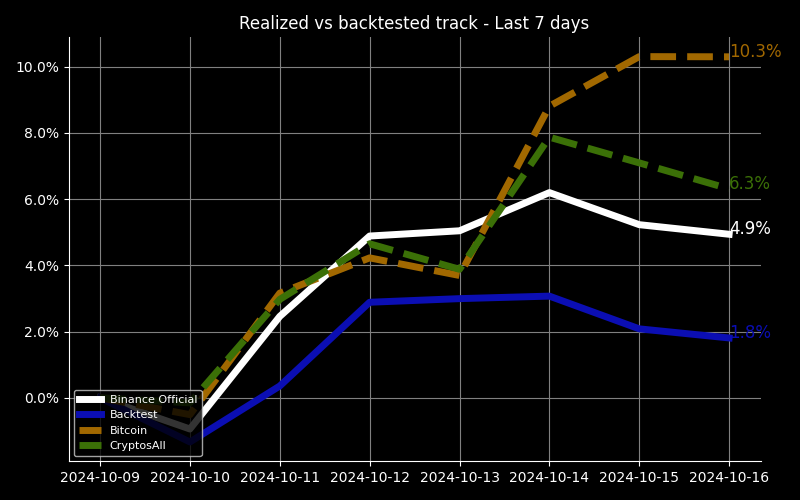 Realized vs backtested track - Last 7 days
10.0%
8.0%
6.0%
4.0%
2.0%
0.0%
10.3%
6.3%
4.9%
1.8%
Binance Official
Backtest
Bitcoin
CryptosAll
2024-10-09 2024-10-10 2024-10-11 2024-10-12 2024-10-13 2024-10-14 2024-10-15 2024-10-16